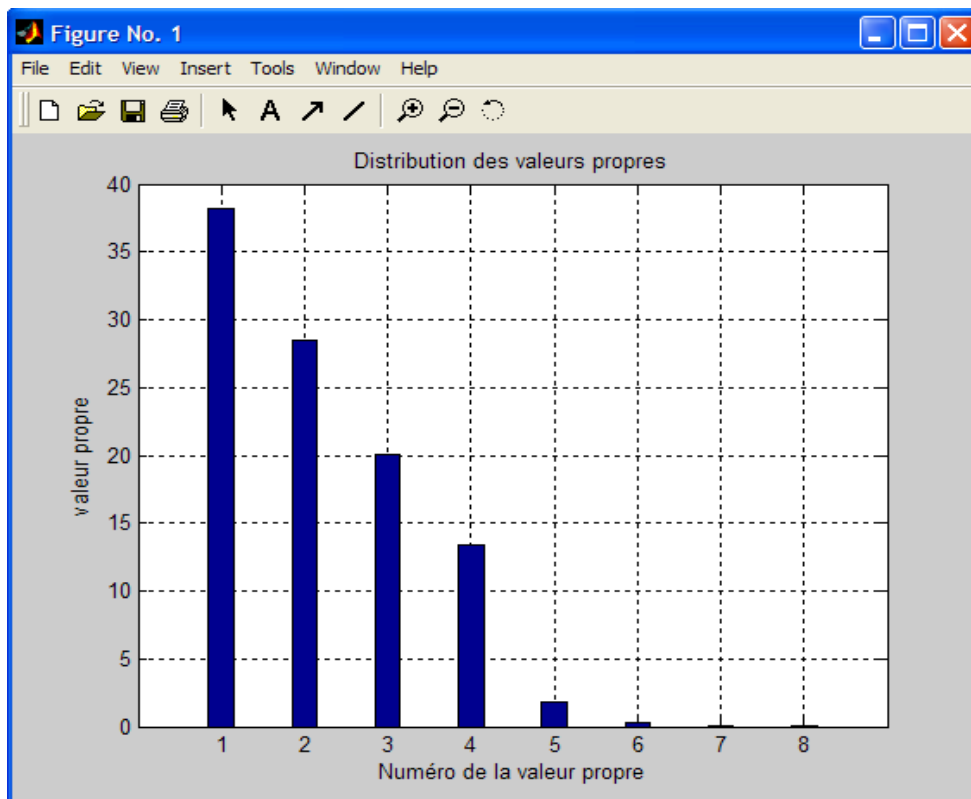 Figure No. 1
File Edit View Insert Tools Window Help
A
Distribution des valeurs propres
40
35
30
25
20
15
10
5
0
valeur propre
1 2 3 4 5 6 7 8
Numéro de la valeur propre